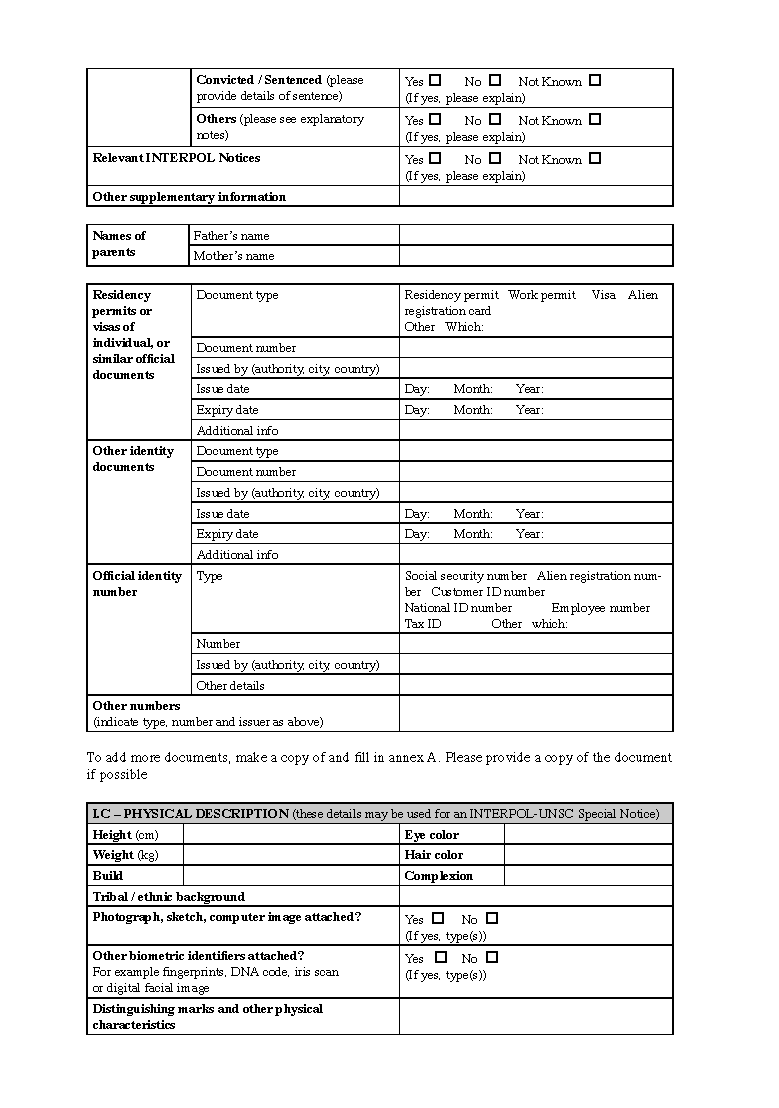 Convicted / Sentenced (please
provide details of sentence)
Yes No Not Known
(If yes, please explain)
Others (please see explanatory
notes)
Yes No Not Known
(If yes, please explain)
Relevant INTERPOL Notices
Yes No Not Known
(If yes, please explain)
Other supplementary information
Names of
parents
Father's name
Mother's name
Residency
permits or
visas of
individual, or
similar official
documents
Document type
Residency permit Work permit Visa Alien
registration card
Other Which:
Document number
Issued by (authority, city, country)
Issue date
Day: Month: Year:
Expiry date
Day: Month: Year:
Additional info
Other identity
documents
Document type
Document number
Issued by (authority, city, country)
Issue date
Day: Month: Year:
Expiry date
Day: Month: Year:
Additional info
Official identity
number
Type
Social security number Alien registration num-
ber Customer ID number
National ID number Employee number
Tax ID Other which:
Number
Issued by (authority, city, country)
Other details
Other numbers
(indicate type, number and issuer as above)
To add more documents, make a copy of and fill in annex A. Please provide a copy of the document
if possible
I.C – PHYSICAL DESCRIPTION (these details may be used for an INTERPOL-UNSC Special Notice)
Height (cm)
Eye color
Weight (kg)
Hair color
Build
Complexion
Tribal / ethnic background
Photograph, sketch, computer image attached?
Yes No
(If yes, type(s))
Other biometric identifiers attached?
For example fingerprints, DNA code, iris scan
or digital facial image
Yes No
(If yes, type(s))
Distinguishing marks and other physical
characteristics